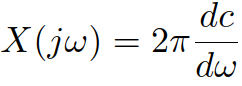 X(jω) = 2π dc/dω